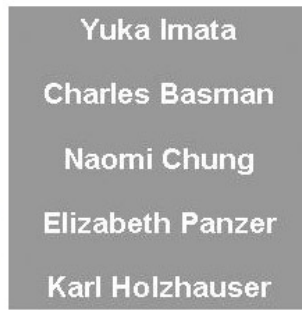 Yuka Imata
Charles Basman
Naomi Chung
Elizabeth Panzer
Karl Holzhauser